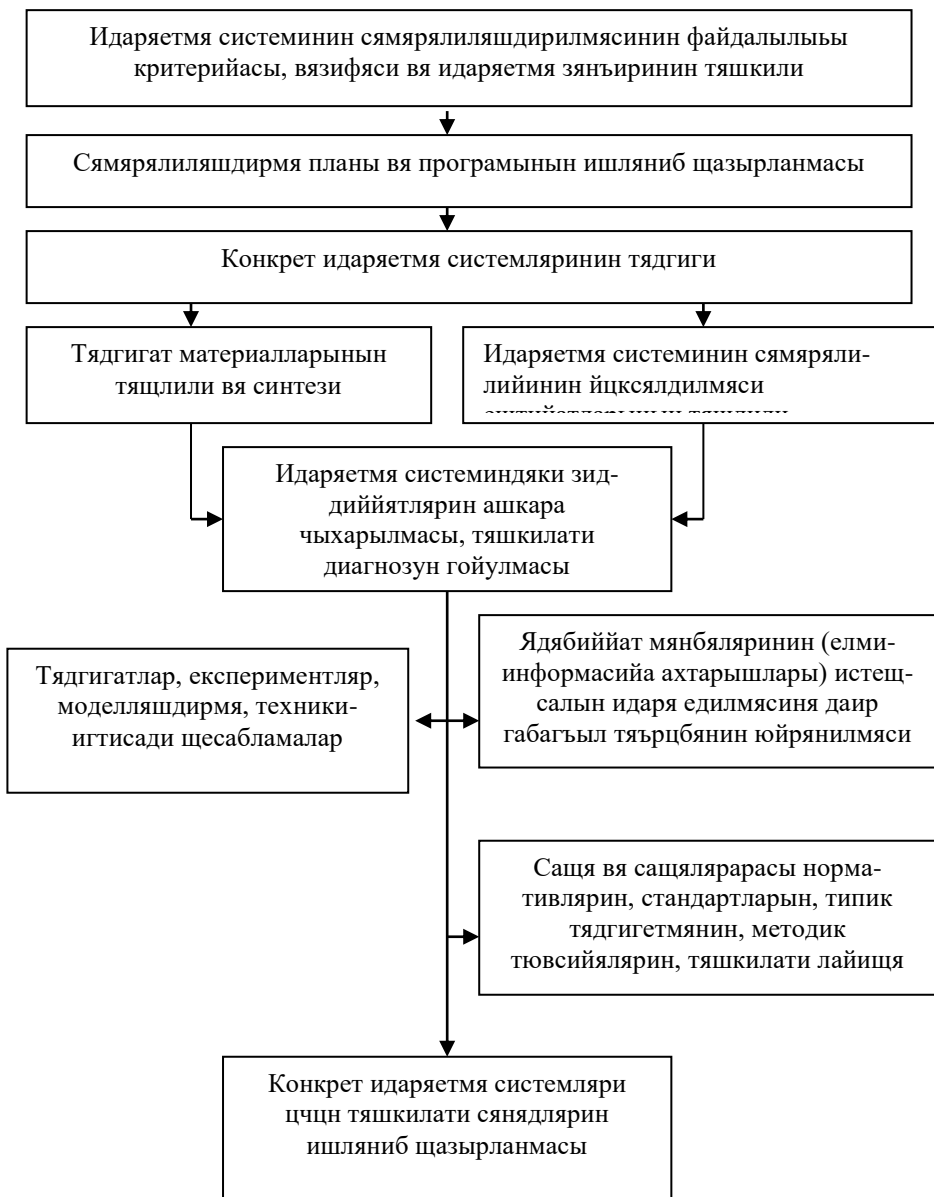 Идаряетмя системинин сямярялиляшдирилмясинин файдалылыьы
критерийасы, вязифяси вя идаряетмя зянъиринин тяшкили
Сямярялиляшдирмя планы вя програмынын ишляниб щазырланмасы
Конкрет идаряетмя системляринин тядгиги
Тядгигат материалларынын
тящлили вя синтези
Идаряетмя системинин сямяряли-
лийинин йцксялдилмяси
Идаряетмя системиндяки зид-
диййятлярин ашкара
чыхарылмасы, тяшкилати
диагнозун гойулмасы
Тядгигатлар, експериментляр,
моделляшдирмя, техники-
игтисади щесабламалар
Ядябиййат мянбяляринин (елми-
информасийа ахтарышлары) истещ-
салын идаря едилмясиня даир
габагъыл тяърцбянин юйрянилмяси
Сащя вя сащялярарасы норма-
тивлярин, стандартларын, типик
тядгигетмянин, методик
тювсийялярин, тяшкилати лайищя
Конкрет идаряетмя системляри
цчцн тяшкилати сянядлярин
ишляниб щазырланмасы